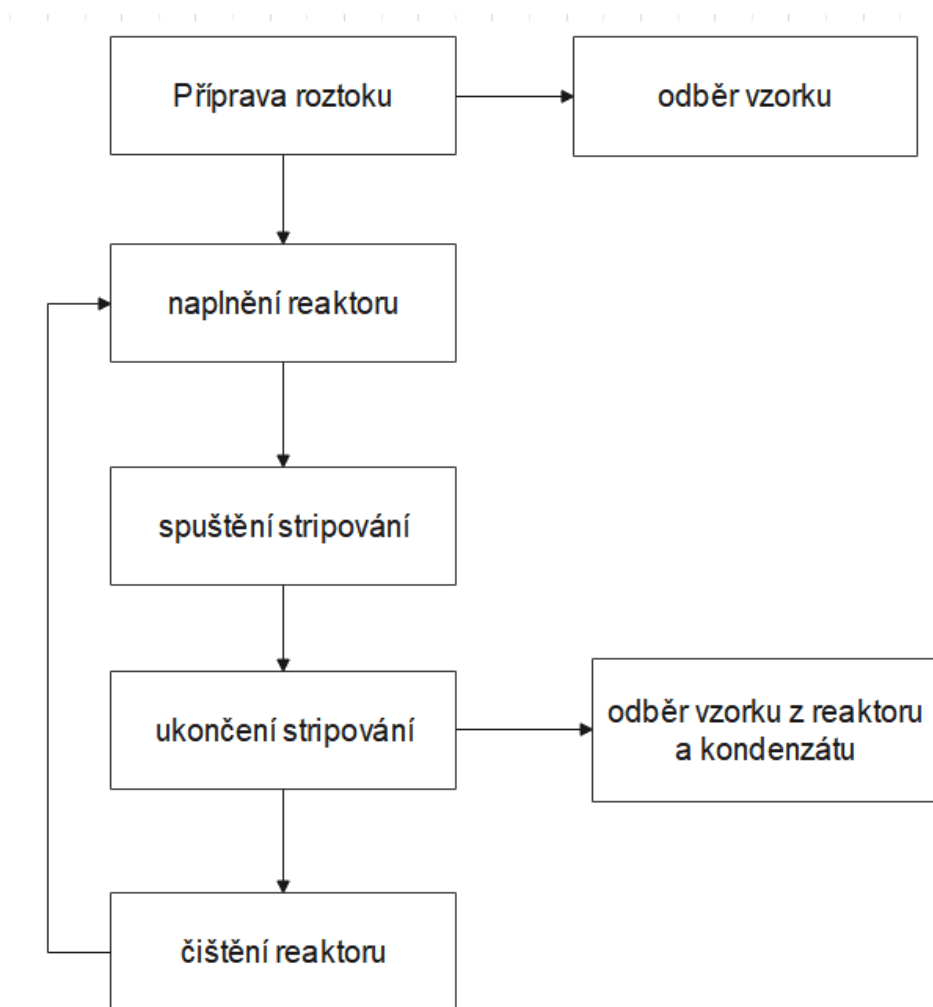 Příprava roztoku
odběr vzorku
naplnění reaktoru
spuštění stripování
ukončení stripování
odběr vzorku z reaktoru
a kondenzátu
čištění reaktoru